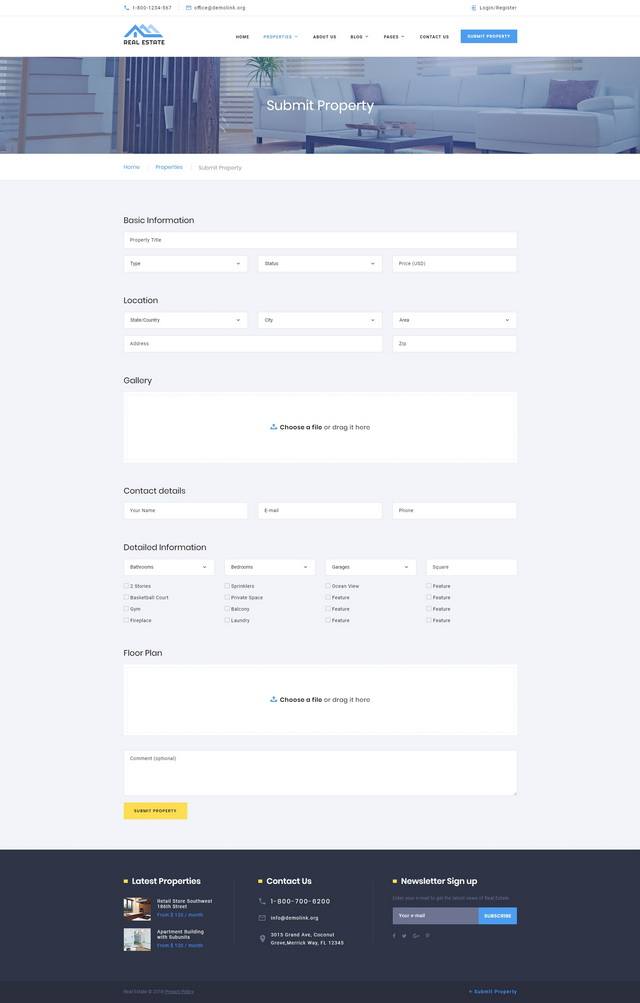 1-800-1234-567
office@demolink.org
Login/Register
REAL ESTATE
HOME
PROPERTIES
ABOUT US
BLOG
PAGES
CONTACT US
SUBMIT PROPERTY
Submit Property
Home
Properties
Submit Property
Basic Information
Property Title
Type
Status
Price (USD)
Location
State/Country
City
Area
Address
Zip
Gallery
Choose a file or drag it here
Contact details
Your Name
E-mail
Phone
Detailed Information
Bathrooms
Bedrooms
Garages
Square
2 Stories
Sprinklers
Ocean View
Feature
Basketball Court
Private Space
Feature
Feature
Gym
Balcony
Feature
Feature
Fireplace
Laundry
Feature
Feature
Floor Plan
Choose a file or drag it here
Comment (optional)
SUBMIT PROPERTY
Latest Properties
Retail Store Southwest
186th Street
From $ 120 / month
Apartment Building
with Subunits
From $ 120 / month
Contact Us
1-800-700-6200
info@demolink.org
3015 Grand Ave, Coconut
Grove,Merrick Way, FL 12345
Newsletter Sign up
Enter your e-mail to get the latest news of Real Estate
Your e-mail
SUBSCRIBE
Real Estate © 2018 Privacy Policy
+ Submit Property